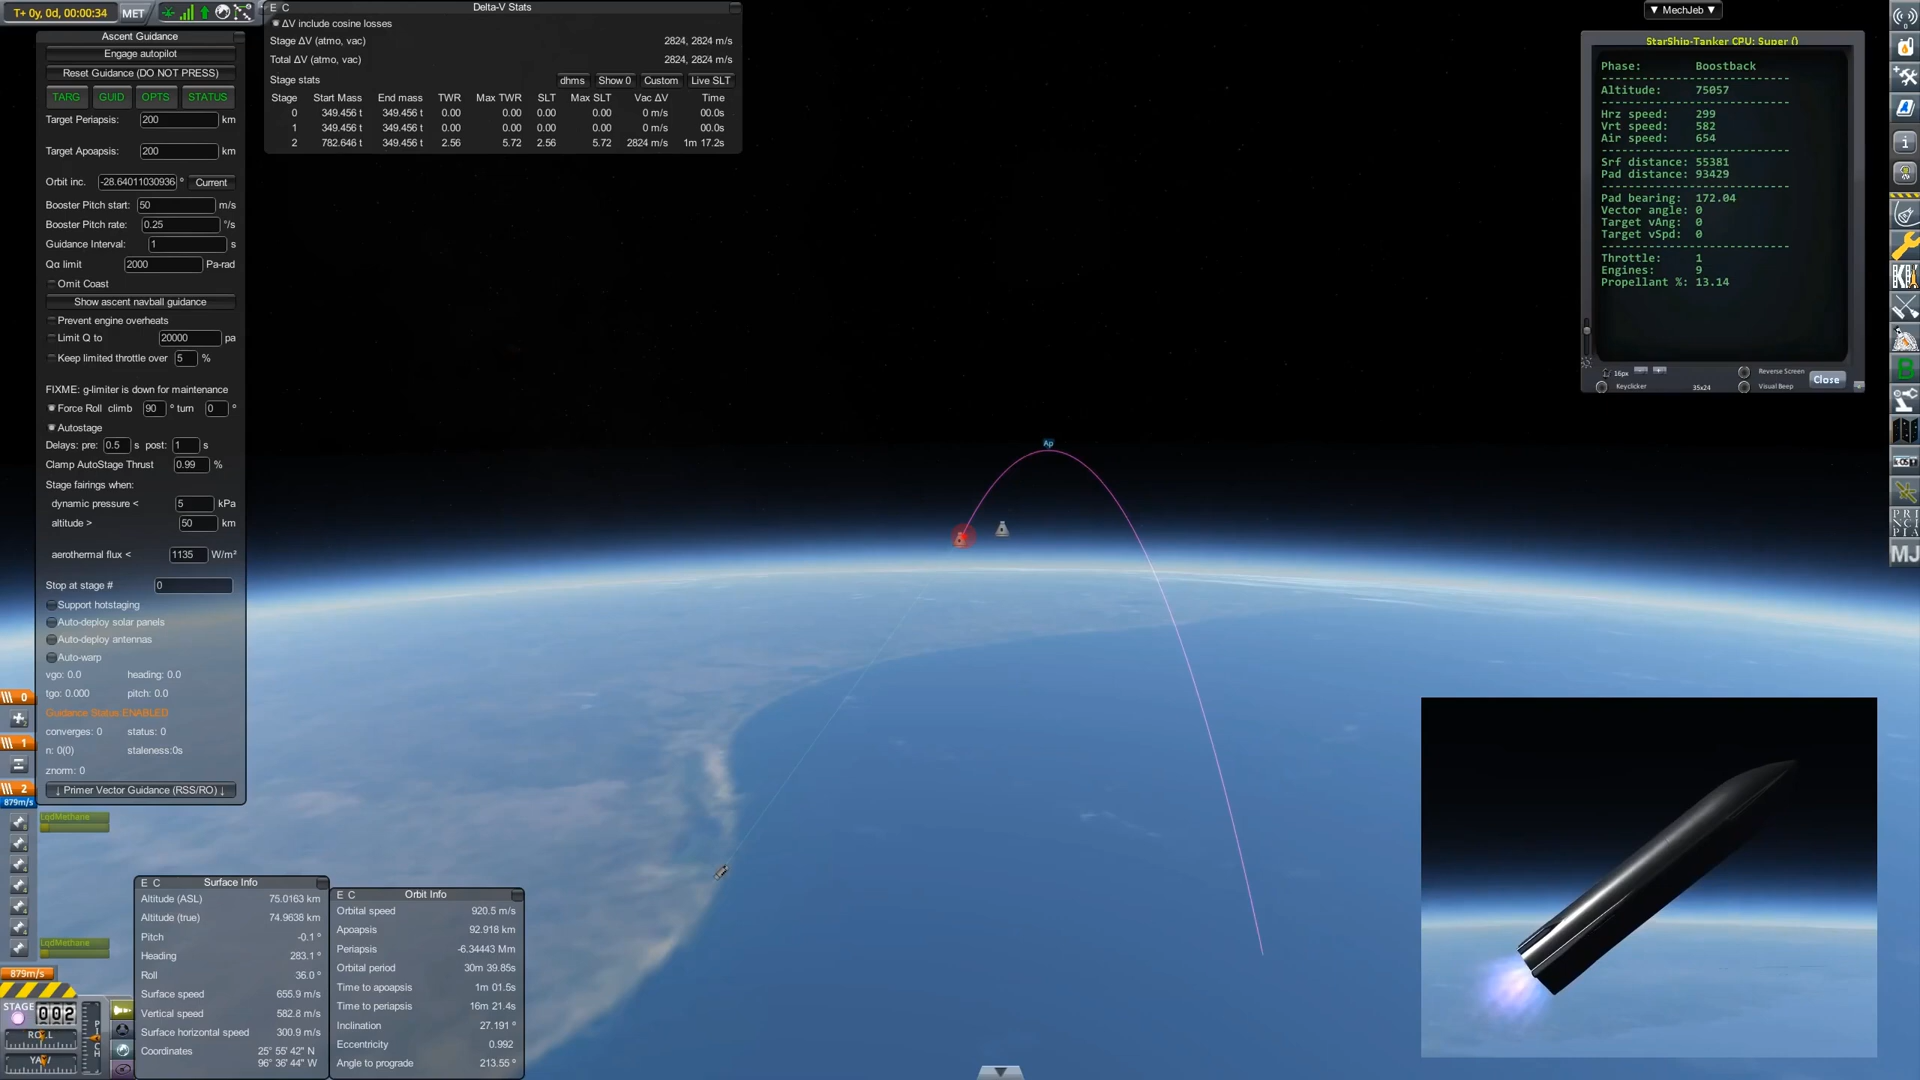 T+ 0y, 0d, 00:00:34 MET
Ascent Guidance
Engage autopilot
Reset Guidance (DO NOT PRESS)
TARG GUID OPTS STATUS
Target Periapsis: 200 km
Target Apoapsis: 200 km
Orbit inc. -28.64011030936 º Current
Booster Pitch start: 50 m/s
Booster Pitch rate: 0.25 °/s
Guidance Interval: 1 s
Qα limit 2000 Pa-rad
Omit Coast
Show ascent navball guidance
Prevent engine overheats
Limit Q to 20000 pa
Keep limited throttle over 5 %
FIXME: g-limiter is down for maintenance
Force Roll climb 90 º turn 0 º
Autostage
Delays: pre: 0.5 s post: 1 s
Clamp AutoStage Thrust 0.99 %
Stage fairings when:
dynamic pressure < 5 kPa
altitude > 50 km
aerothermal flux < 1135 W/m²
Stop at stage # 0
Support hotstaging
Auto-deploy solar panels
Auto-deploy antennas
Auto-warp
vgo: 0.0 heading: 0.0
tgo: 0.000 pitch: 0.0
Guidance Status: ENABLED
converges: 0 status: 0
n: 0(0) staleness:0s
znorm: 0
↓ Primer Vector Guidance (RSS/RO) ↓
E C Delta-V Stats
ΔV include cosine losses
Stage ΔV (atmo, vac) 2824, 2824 m/s
Total ΔV (atmo, vac) 2824, 2824 m/s
Stage stats dhms Show 0 Custom Live SLT
Stage Start Mass End mass TWR Max TWR SLT Max SLT Vac ΔV Time
0 349.456 t 349.456 t 0.00 0.00 0.00 0.00 0 m/s 00.0s
1 349.456 t 349.456 t 0.00 0.00 0.00 0.00 0 m/s 00.0s
2 782.646 t 349.456 t 2.56 5.72 2.56 5.72 2824 m/s 1m 17.2s
▼ MechJeb ▼
StarShip-Tanker CPU: Super ()
Phase: Boostback
Altitude: 75057
Hrz speed: 299
Vrt speed: 582
Air speed: 654
Srf distance: 55381
Pad distance: 93429
Pad bearing: 172.04
Vector angle: 0
Target vAng: 0
Target vSpd: 0
Throttle: 1
Engines: 9
Propellant %: 13.14
16px
Reverse Screen
Keyclicker 35x24 Visual Beep
Close
Ap
0
1
2
879m/s
LqdMethane
LqdMethane
879m/s
STAGE 002
ROLL
YAW
PITCH
E C Surface Info
Altitude (ASL) 75.0163 km
Altitude (true) 74.9638 km
Pitch -0.1 º
Heading 283.1 º
Roll 36.0 º
Surface speed 655.9 m/s
Vertical speed 582.8 m/s
Surface horizontal speed 300.9 m/s
Coordinates 25° 55' 42" N
96° 36' 44" W
E C Orbit Info
Orbital speed 920.5 m/s
Apoapsis 92.918 km
Periapsis -6.34443 Mm
Orbital period 30m 39.85s
Time to apoapsis 1m 01.5s
Time to periapsis 16m 21.4s
Inclination 27.191 º
Eccentricity 0.992
Angle to prograde 213.55 º
B
PRINCIPIA
MJ